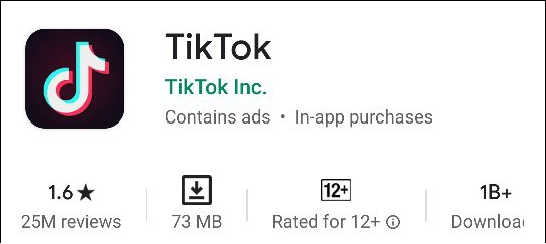 TikTok
TikTok Inc.
Contains ads • In-app purchases
1.6★ 12+ 1B+
25M reviews 73 MB Rated for 12+ Downloac